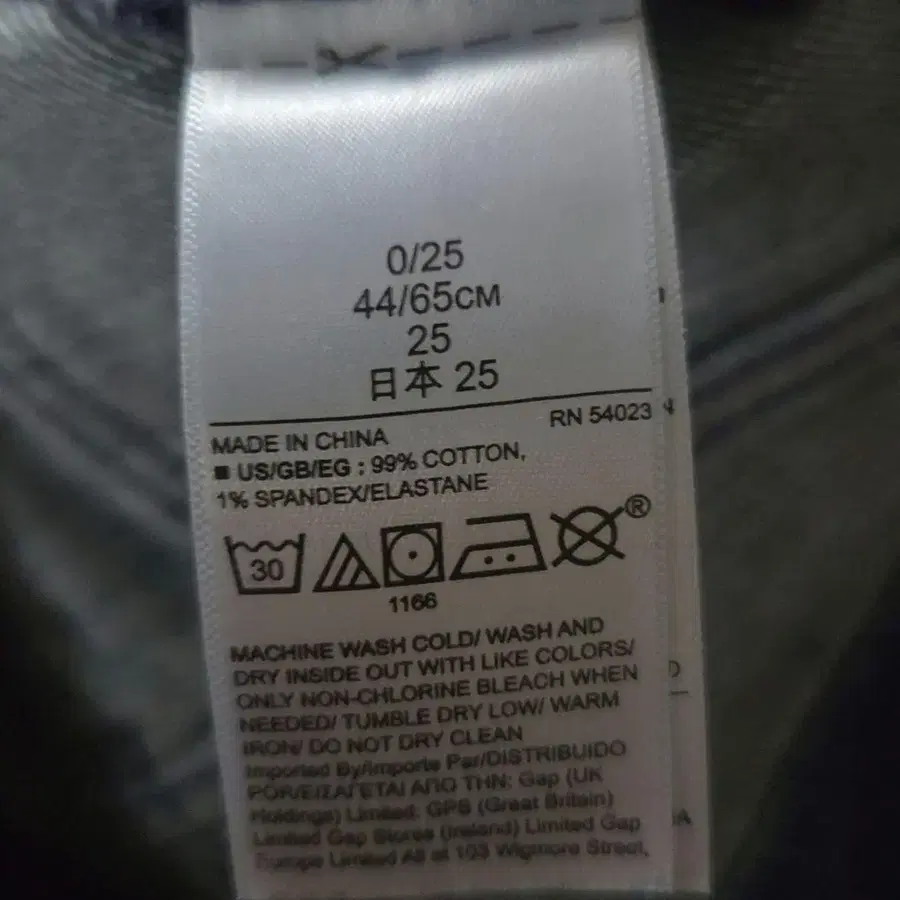 0/25
44/65CM
25
日本 25
RN 54023
MADE IN CHINA
■ US/GB/EG : 99% COTTON,
1% SPANDEX/ELASTANE
30
®
1166
MACHINE WASH COLD/ WASH AND
DRY INSIDE OUT WITH LIKE COLORS/
ONLY NON-CHLORINE BLEACH WHEN
NEEDED/ TUMBLE DRY LOW/ WARM
IRON/ DO NOT DRY CLEAN
Imported By/Importe Par/DISTRIBUIDO
POR/ΕΙΣΑΓΕΤΑΙ ΑΠΟ ΤΗΝ: Gap (UK
Holdings) Limited: GPS (Great Britain)
Limited Gap Stores (Ireland) Limited Gap
Europe Limited All at 103 Wigmore Street,